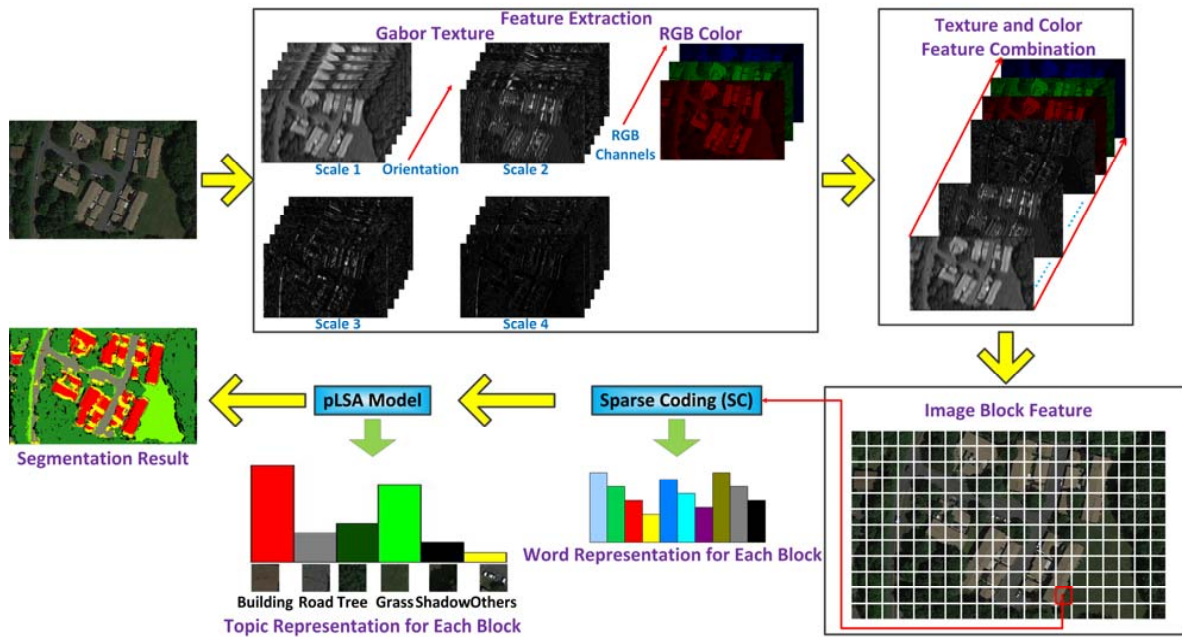 Feature Extraction
Gabor Texture
RGB Color
Orientation
RGB
Channels
Scale 1
Scale 2
Scale 3
Scale 4
Texture and Color
Feature Combination
Image Block Feature
Sparse Coding (SC)
Word Representation for Each Block
pLSA Model
Building Road Tree Grass Shadow Others
Topic Representation for Each Block
Segmentation Result